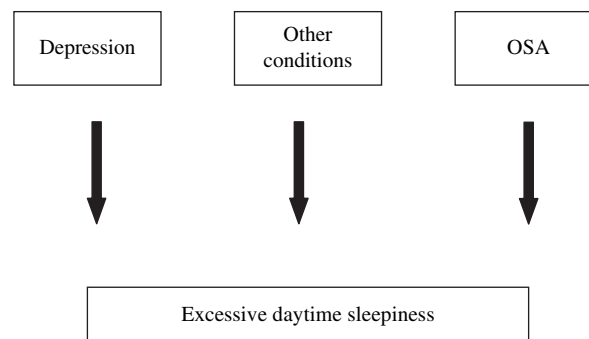 Depression
Other
conditions
OSA
Excessive daytime sleepiness